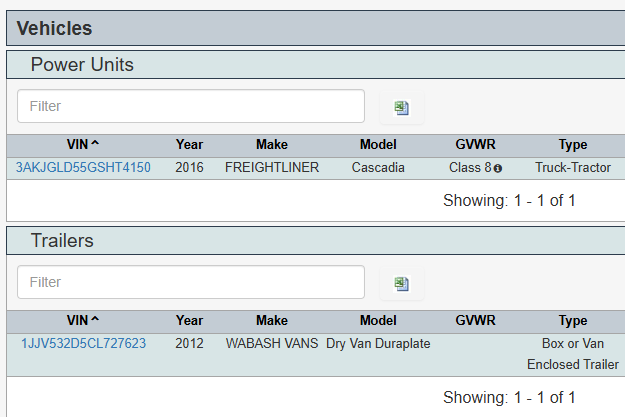 Vehicles
Power Units
Filter
VIN Year Make Model GVWR Type
3AKJGLD55GSHT4150 2016 FREIGHTLINER Cascadia Class 8 Truck-Tractor
Showing: 1 - 1 of 1
Trailers
Filter
VIN Year Make Model GVWR Type
1JJV532D5CL727623 2012 WABASH VANS Dry Van Duraplate Box or Van
Enclosed Trailer
Showing: 1 - 1 of 1